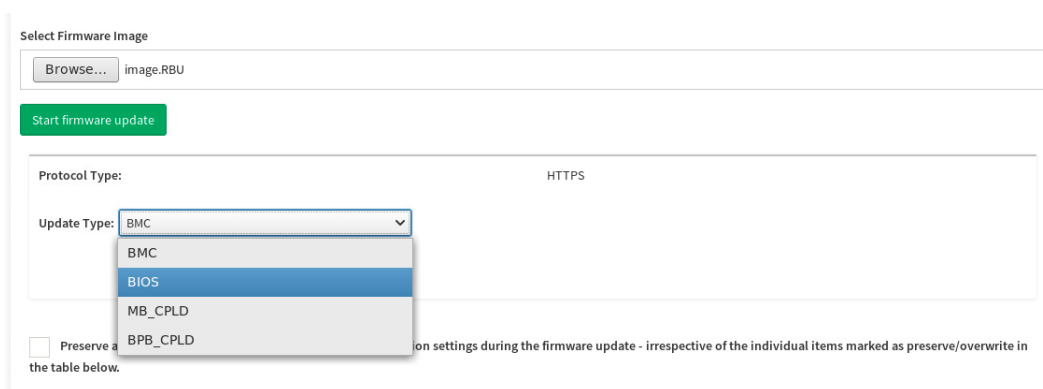 Select Firmware Image
Browse... image.RBU
Start firmware update
Protocol Type: HTTPS
Update Type: BMC
BMC
BIOS
MB_CPLD
BPB_CPLD
Preserve a
on settings during the firmware update - irrespective of the individual items marked as preserve/overwrite in
the table below.